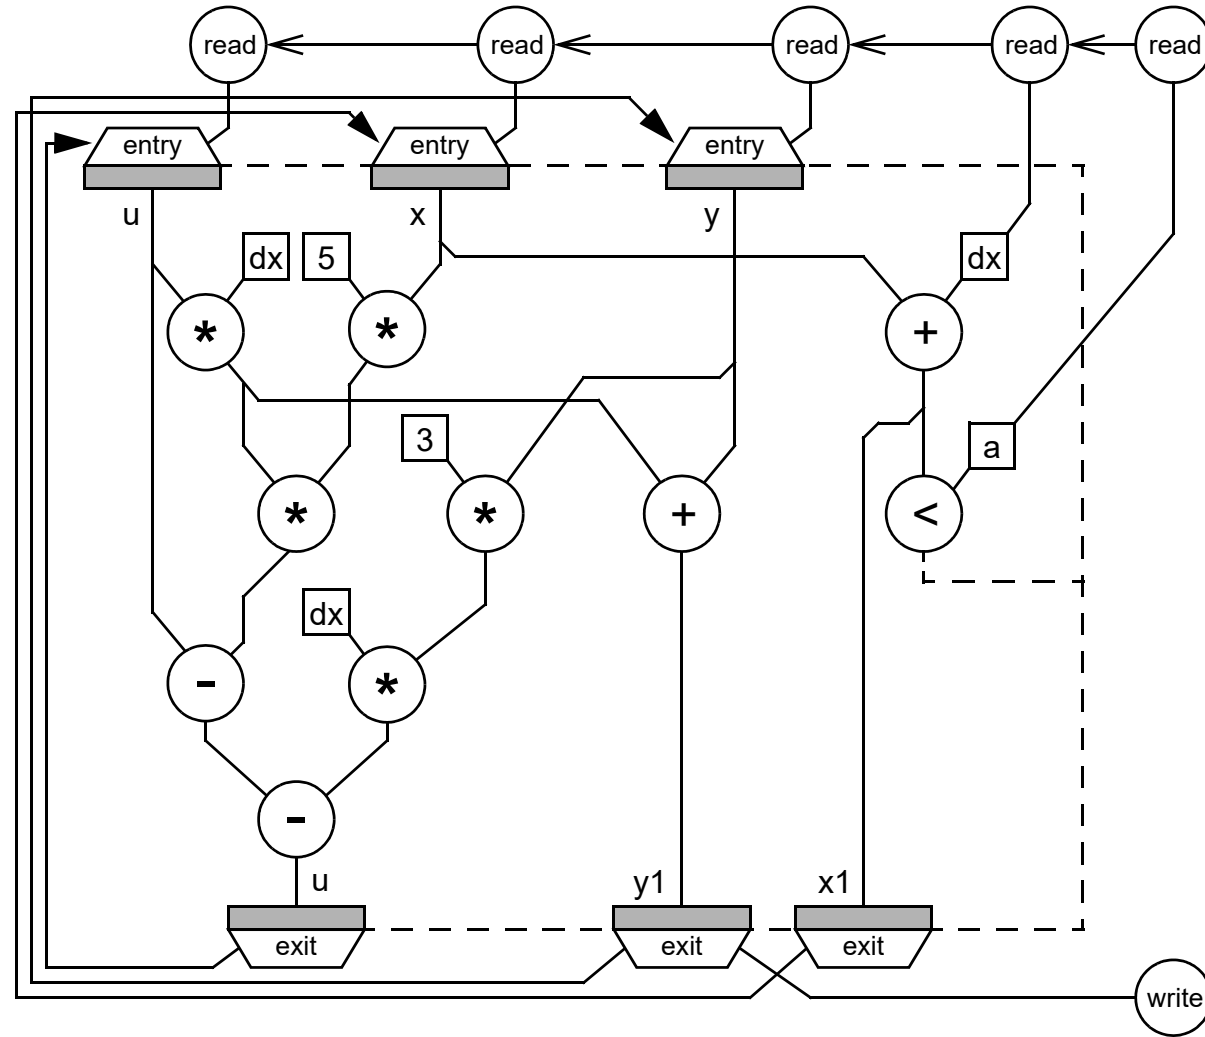 read read read read read
entry entry entry
u x y
dx 5 dx
* * +
3 a
* * + <
dx
- *
-
u y1 x1
exit exit exit
write